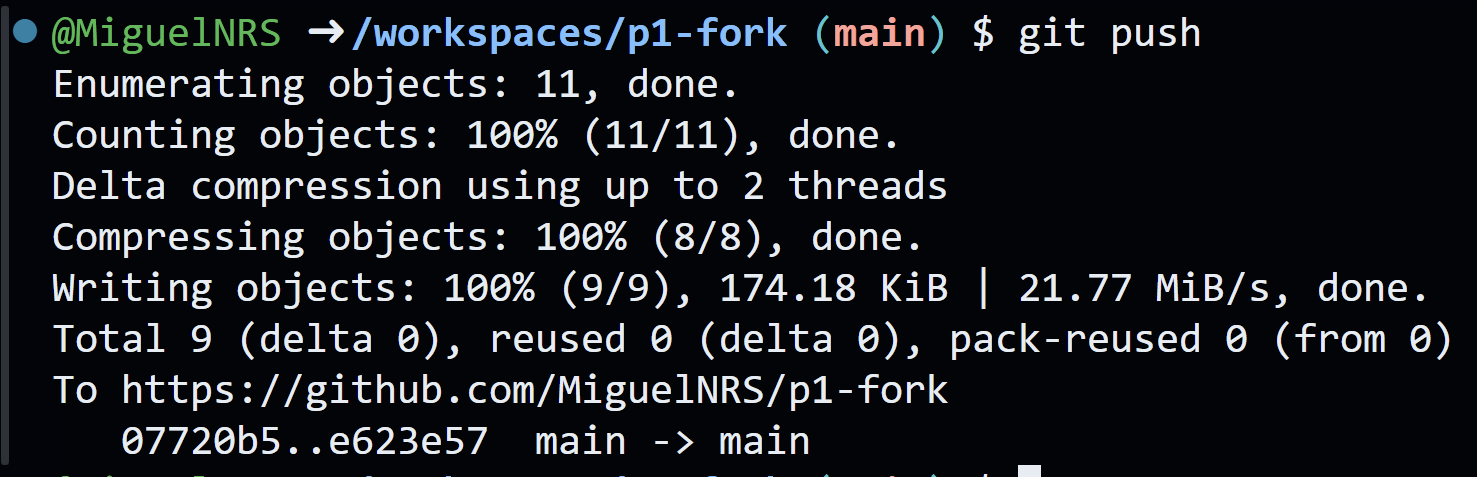 @MiguelNRS ➜ /workspaces/p1-fork (main) $ git push
Enumerating objects: 11, done.
Counting objects: 100% (11/11), done.
Delta compression using up to 2 threads
Compressing objects: 100% (8/8), done.
Writing objects: 100% (9/9), 174.18 KiB | 21.77 MiB/s, done.
Total 9 (delta 0), reused 0 (delta 0), pack-reused 0 (from 0)
To https://github.com/MiguelNRS/p1-fork
   07720b5..e623e57  main -> main